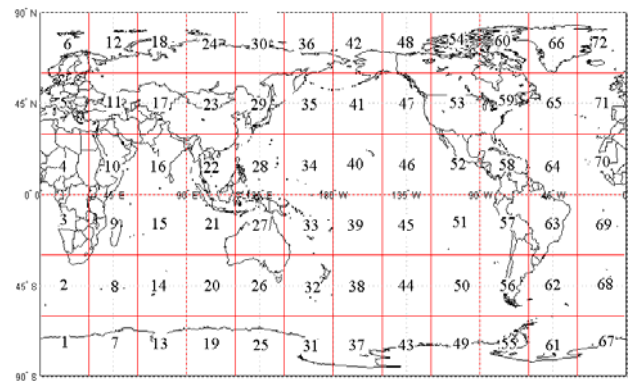 90° N
6 12 18 24 30 36 42 48 54 60 66 72
45° N 5 11 17 23 29 35 41 47 53 59 65 71
4 10 16 22 28 34 40 46 52 58 64 70
0° 0° E 90° E 135° E 180° W 135° W 90° W 45° W
3 9 15 21 27 33 39 45 51 57 63 69
45° S 2 8 14 20 26 32 38 44 50 56 62 68
1 7 13 19 25 31 37 43 49 55 61 67
90° S